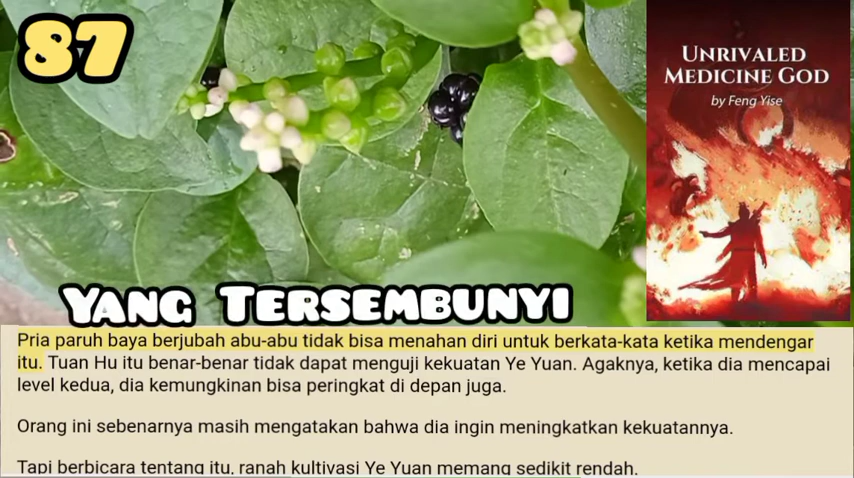 87
UNRIVALED
MEDICINE GOD
by Feng Yise
YANG TERSEMBUNYI
Pria paruh baya berjubah abu-abu tidak bisa menahan diri untuk berkata-kata ketika mendengar
itu. Tuan Hu itu benar-benar tidak dapat menguji kekuatan Ye Yuan. Agaknya, ketika dia mencapai
level kedua, dia kemungkinan bisa peringkat di depan juga.
Orang ini sebenarnya masih mengatakan bahwa dia ingin meningkatkan kekuatannya.
Tapi berbicara tentang itu, ranah kultivasi Ye Yuan memang sedikit rendah.